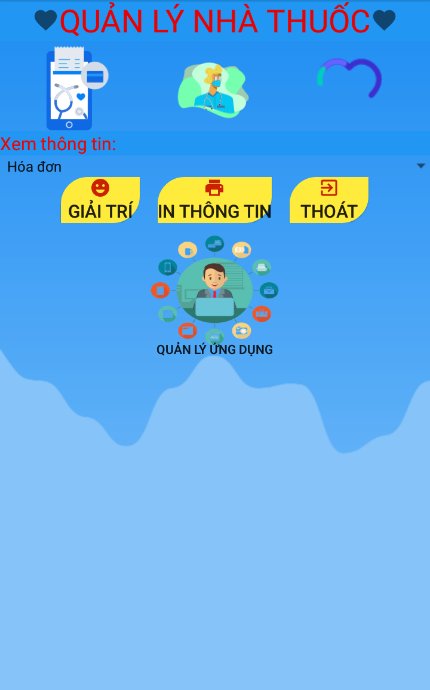 QUẢN LÝ NHÀ THUỐC
Xem thông tin:
Hóa đơn
GIẢI TRÍ
IN THÔNG TIN
THOÁT
QUẢN LÝ ỨNG DỤNG